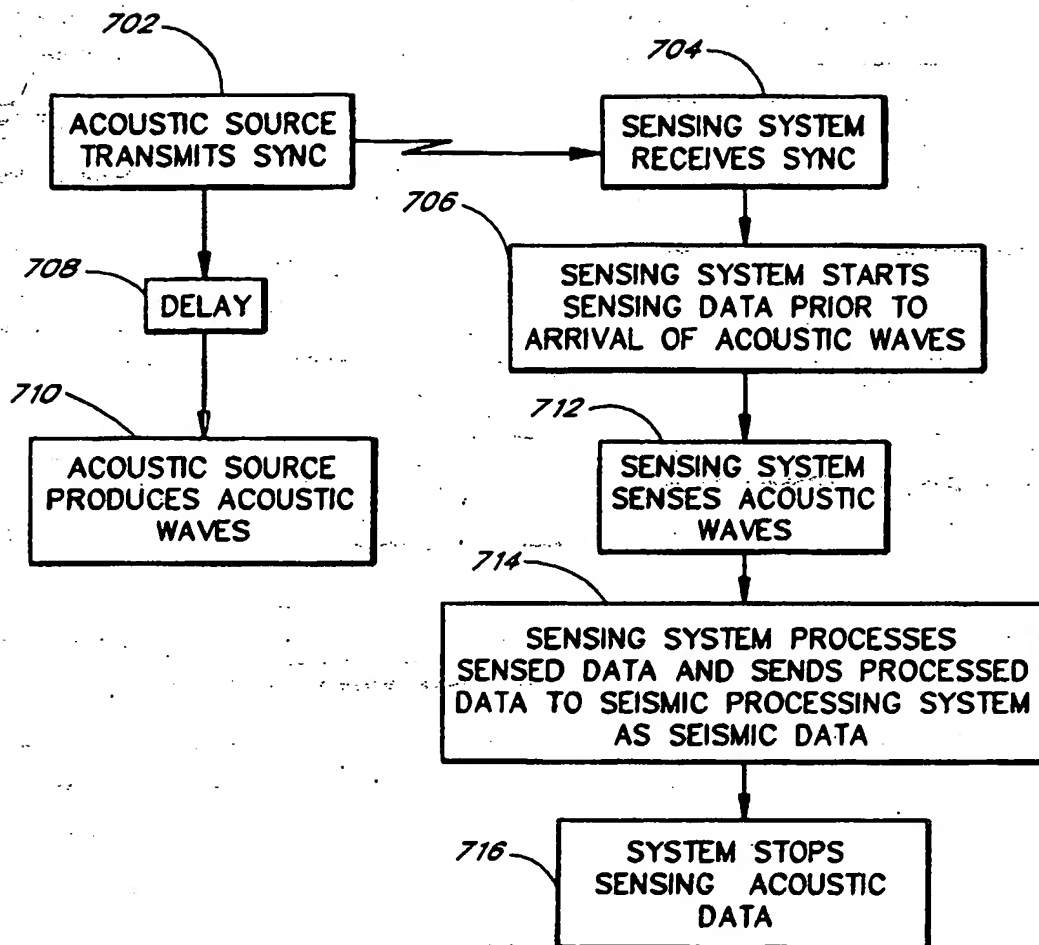 702
ACOUSTIC SOURCE
TRANSMITS SYNC
704
SENSING SYSTEM
RECEIVES SYNC
706
SENSING SYSTEM STARTS
SENSING DATA PRIOR TO
ARRIVAL OF ACOUSTIC WAVES
708
DELAY
710
ACOUSTIC SOURCE
PRODUCES ACOUSTIC
WAVES
712
SENSING SYSTEM
SENSES ACOUSTIC
WAVES
714
SENSING SYSTEM PROCESSES
SENSED DATA AND SENDS PROCESSED
DATA TO SEISMIC PROCESSING SYSTEM
AS SEISMIC DATA
716
SYSTEM STOPS
SENSING ACOUSTIC
DATA